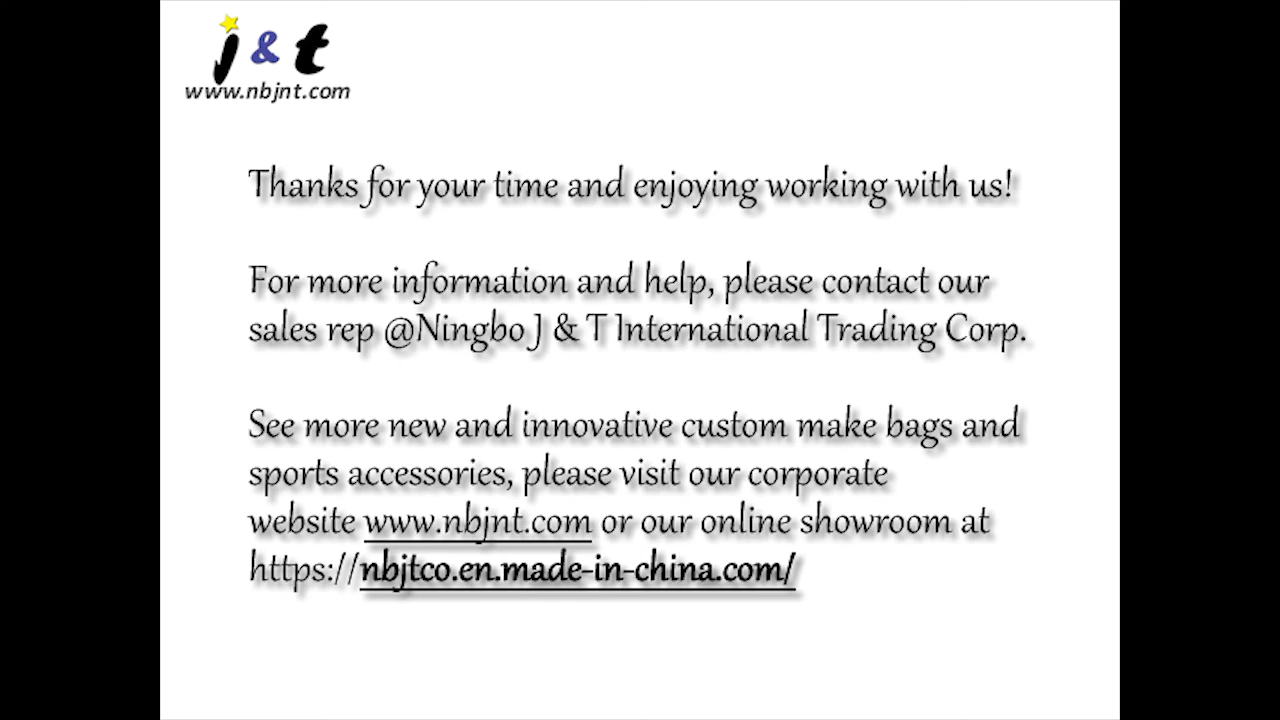 j & t
www.nbjnt.com
Thanks for your time and enjoying working with us!
For more information and help, please contact our
sales rep @Ningbo J & T International Trading Corp.
See more new and innovative custom make bags and
sports accessories, please visit our corporate
website www.nbjnt.com or our online showroom at
https://nbjtco.en.made-in-china.com/